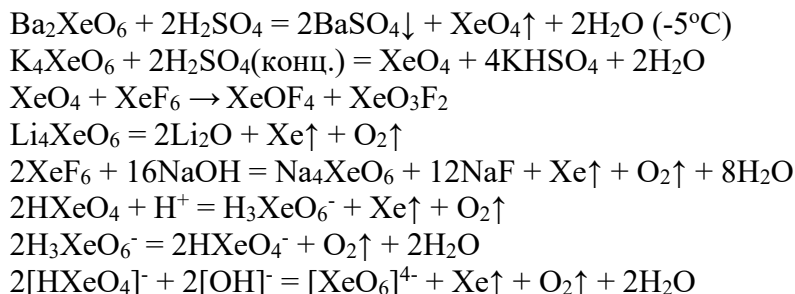 Ba₂XeO₆ + 2H₂SO₄ = 2BaSO₄↓ + XeO₄↑ + 2H₂O (-5ºC)
K₄XeO₆ + 2H₂SO₄(конц.) = XeO₄ + 4KHSO₄ + 2H₂O
XeO₄ + XeF₆ → XeOF₄ + XeO₃F₂
Li₄XeO₆ = 2Li₂O + Xe↑ + O₂↑
2XeF₆ + 16NaOH = Na₄XeO₆ + 12NaF + Xe↑ + O₂↑ + 8H₂O
2HXeO₄ + H⁺ = H₃XeO₆⁻ + Xe↑ + O₂↑
2H₃XeO₆⁻ = 2HXeO₄⁻ + O₂↑ + 2H₂O
2[HXeO₄]⁻ + 2[OH]⁻ = [XeO₆]⁴⁻ + Xe↑ + O₂↑ + 2H₂O